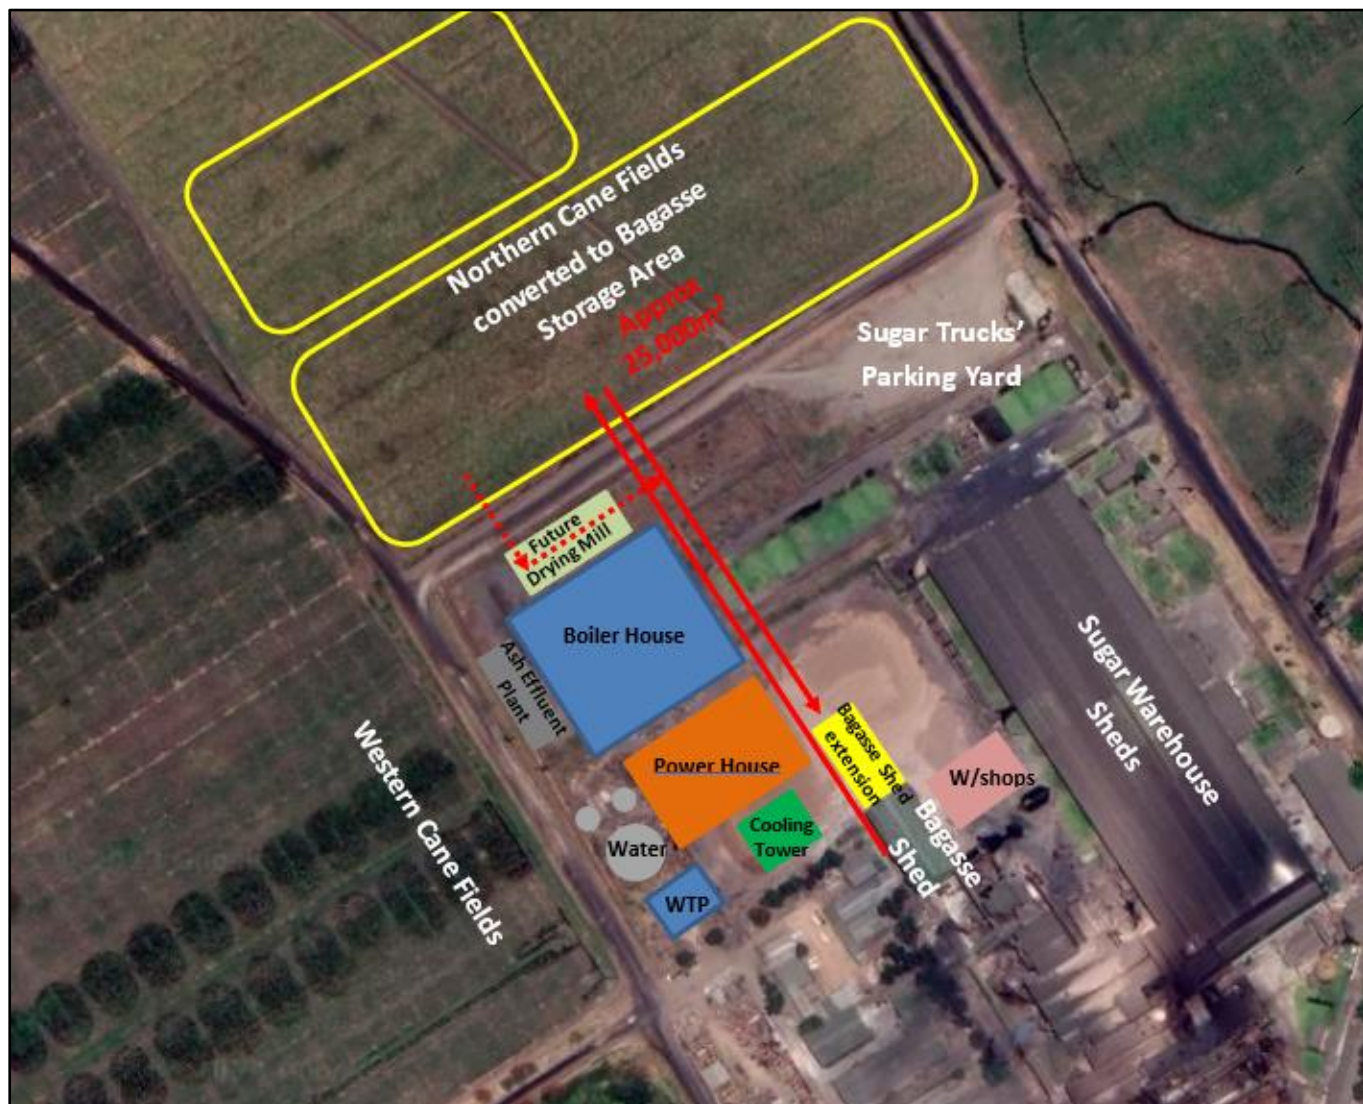 Northern Cane Fields
converted to Bagasse
Storage Area
Approx
25,000m²
Sugar Trucks'
Parking Yard
Future
Drying Mill
Boiler House
Ash Effluent
Plant
Power House
Bagasse Shed
extension
Bagasse
Shed
W/shops
Sugar Warehouse
Sheds
Cooling
Tower
Water
WTP
Western Cane Fields